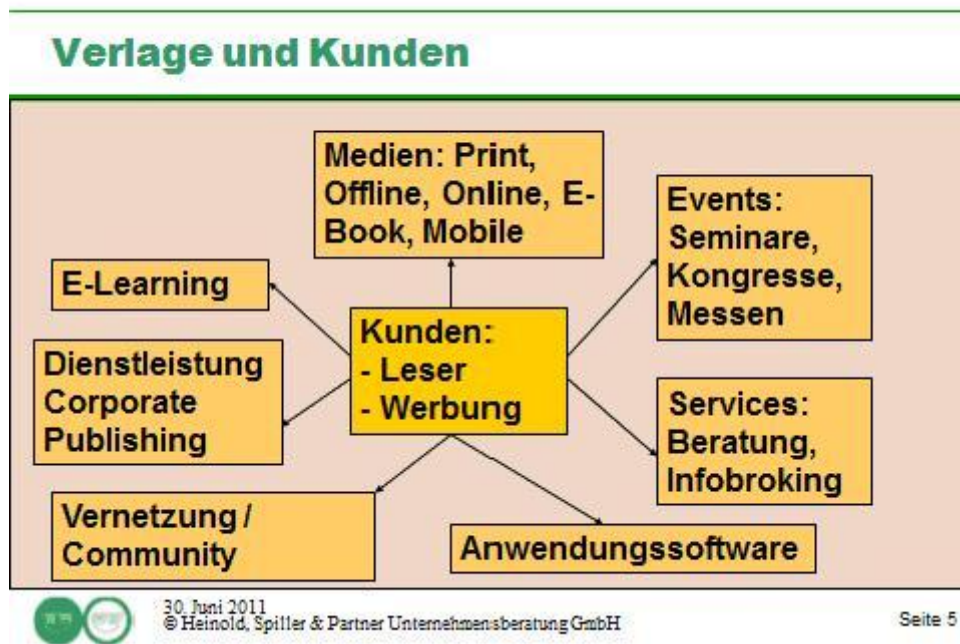 Verlage und Kunden
Medien: Print,
Offline, Online, E-
Book, Mobile
Events:
Seminare,
Kongresse,
Messen
E-Learning
Kunden:
- Leser
- Werbung
Dienstleistung
Corporate
Publishing
Services:
Beratung,
Infobroking
Vernetzung /
Community
Anwendungssoftware
30. Juni 2011
© Heinold, Spiller & Partner Unternehmensberatung GmbH
Seite 5